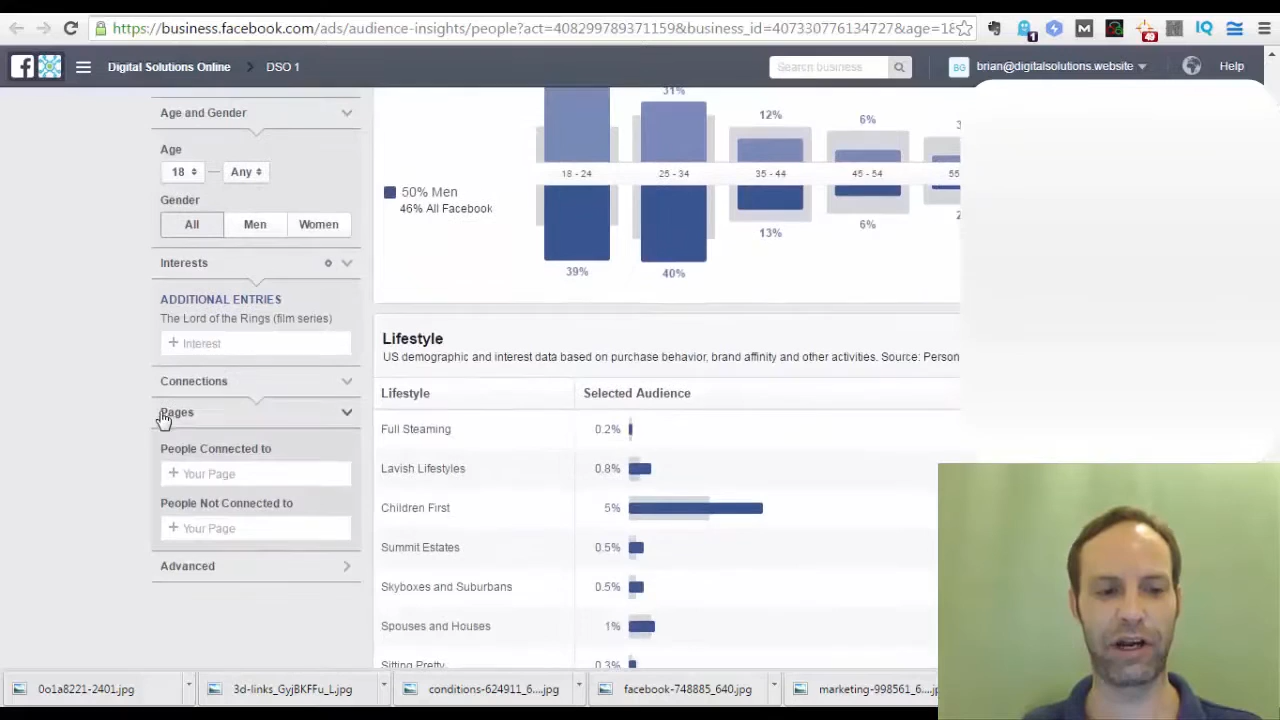 https://business.facebook.com/ads/audience-insights/people?act=408299789371159&business_id=407330776134727&age=18
Digital Solutions Online > DSO 1
Search business
BG brian@digitalsolutions.website
Help
Age and Gender
Age
18 — Any
Gender
All Men Women
Interests
ADDITIONAL ENTRIES
The Lord of the Rings (film series)
+ Interest
Connections
Pages
People Connected to
+ Your Page
People Not Connected to
+ Your Page
Advanced
31%
12%
6%
18 - 24 25 - 34 35 - 44 45 - 54 55
50% Men
46% All Facebook
39%
40%
13%
6%
Lifestyle
US demographic and interest data based on purchase behavior, brand affinity and other activities. Source: Person
Lifestyle Selected Audience
Full Steaming 0.2%
Lavish Lifestyles 0.8%
Children First 5%
Summit Estates 0.5%
Skyboxes and Suburbans 0.5%
Spouses and Houses 1%
Sitting Pretty 0.3%
0o1a8221-2401.jpg
3d-links_GyjBKFFu_L.jpg
conditions-624911_6....jpg
facebook-748885_640.jpg
marketing-998561_6....jp